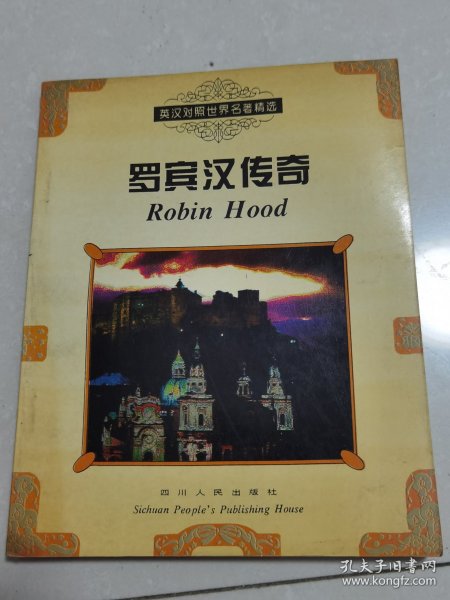 英汉对照世界名著精选
罗宾汉传奇
Robin Hood
四川人民出版社
Sichuan People's Publishing House
孔夫子旧书网
www.kongfz.com